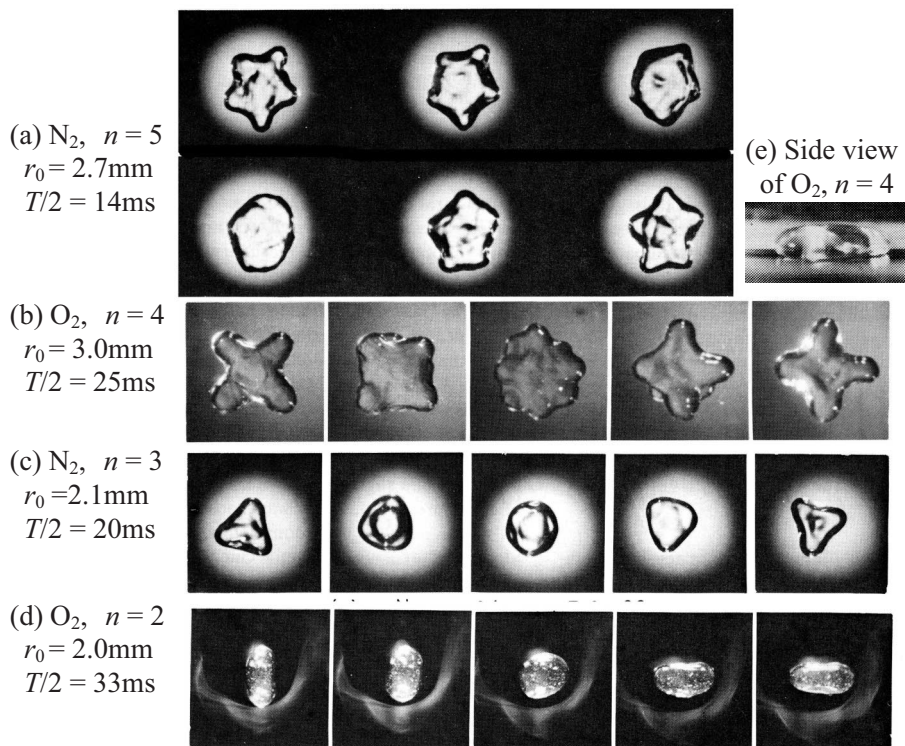 (a) N₂, n = 5
r₀ = 2.7mm
T/2 = 14ms
(e) Side view
of O₂, n = 4
(b) O₂, n = 4
r₀ = 3.0mm
T/2 = 25ms
(c) N₂, n = 3
r₀ =2.1mm
T/2 = 20ms
(d) O₂, n = 2
r₀ = 2.0mm
T/2 = 33ms